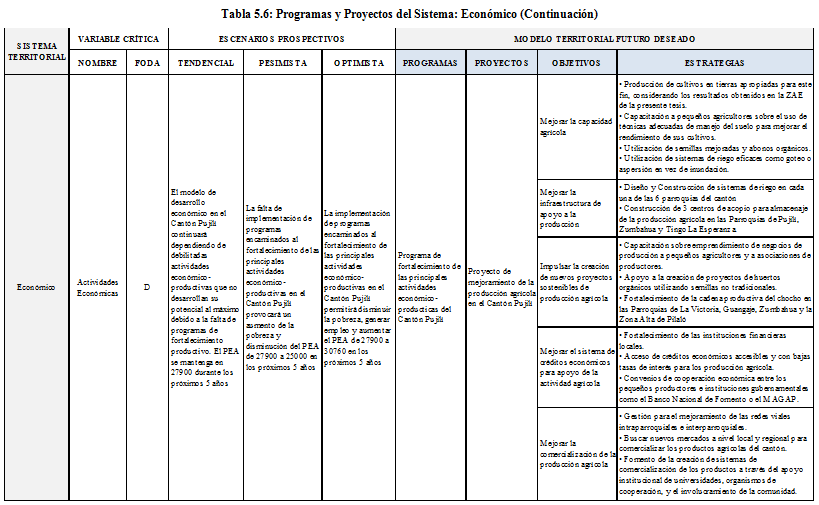 Tabla 5.6: Programas y Proyectos del Sistema: Económico (Continuación)
SISTEMA
TERRITORIAL
VARIABLE CRÍTICA
ESCENARIOS PROSPECTIVOS
MODELO TERRITORIAL FUTURO DESEADO
NOMBRE
FODA
TENDENCIAL
PESIMISTA
OPTIMISTA
PROGRAMAS
PROYECTOS
OBJETIVOS
ESTRATEGIAS
Económico
Actividades
Económicas
D
El modelo de
desarrollo
económico en el
Cantón Pujilí
continuará
dependiendo de
debilitadas
actividades
económico-
productivas que no
desarrollan su
potencial al máximo
debido a la falta de
programas de
fortalecimiento
productivo. El PEA
se mantenga en
27900 durante los
próximos 5 años
La falta de
implementación de
programas
encaminados al
fortalecimiento de las
principales
actividades
económico-
productivas en el
Cantón Pujilí
provocará un
aumento de la
pobreza y
disminución del PEA
de 27900 a 25000 en
los próximos 5 años
La implementación
de programas
encaminados al
fortalecimiento de
las principales
actividades
económico-
productivas en el
Cantón Pujilí
permitirá disminuir
la pobreza, generar
empleo y aumentar
el PEA de 27900 a
30760 en los
próximos 5 años
Programa de
fortalecimiento de
las principales
actividades
económico-
producticas del
Cantón Pujilí
Proyecto de
mejoramiento de la
producción agrícola
en el Cantón Pujilí
Mejorar la capacidad
agrícola
• Producción de cultivos en tierras apropiadas para este
fin, considerando los resultados obtenidos en la ZAE
de la presente tesis.
• Capacitación a pequeños agricultores sobre el uso de
técnicas adecuadas de manejo del suelo para mejorar el
rendimiento de sus cultivos.
• Utilización de semillas mejoradas y abonos orgánicos.
• Utilización de sistemas de riego eficaces como goteo o
aspersión en vez de inundación.
Mejorar la
infraestructura de
apoyo a la
producción
• Diseño y Construcción de sistemas de riego en cada
una de las 6 parroquias del cantón
• Construcción de 3 centros de acopio para almacenaje
de la producción agrícola en las Parroquias de Pujilí,
Zumbahua y Tingo La Esperanza.
Impulsar la creación
de nuevos proyectos
sostenibles de
producción agrícola
• Capacitación sobre emprendimiento de negocios de
producción a pequeños agricultores y a asociaciones de
productores.
• Apoyo a la creación de proyectos de huertos
orgánicos utilizando semillas no tradicionales.
• Fortalecimiento de la cadena productiva del chocho en
las Parroquias de La Victoria, Guangaje, Zumbahua y la
Zona Alta de Pilaló
Mejorar el sistema de
créditos económicos
para apoyo de la
actividad agrícola
• Fortalecimiento de las instituciones financieras
locales.
• Acceso de créditos económicos accesibles y con bajas
tasas de interés para los producción agrícola.
• Convenios de cooperación económica entre los
pequeños productores e instituciones gubernamentales
como el Banco Nacional de Fomento o el MAGAP.
Mejorar la
comercialización de la
producción agrícola
• Gestión para el mejoramiento de las redes viales
intraparroquiales e interparroquiales.
• Buscar nuevos mercados a nivel local y regional para
comercializar los productos agrícolas del cantón.
• Fomento de la creación de sistemas de
comercialización de los productos a través del apoyo
institucional de universidades, organismos de
cooperación, y el involucramiento de la comunidad.